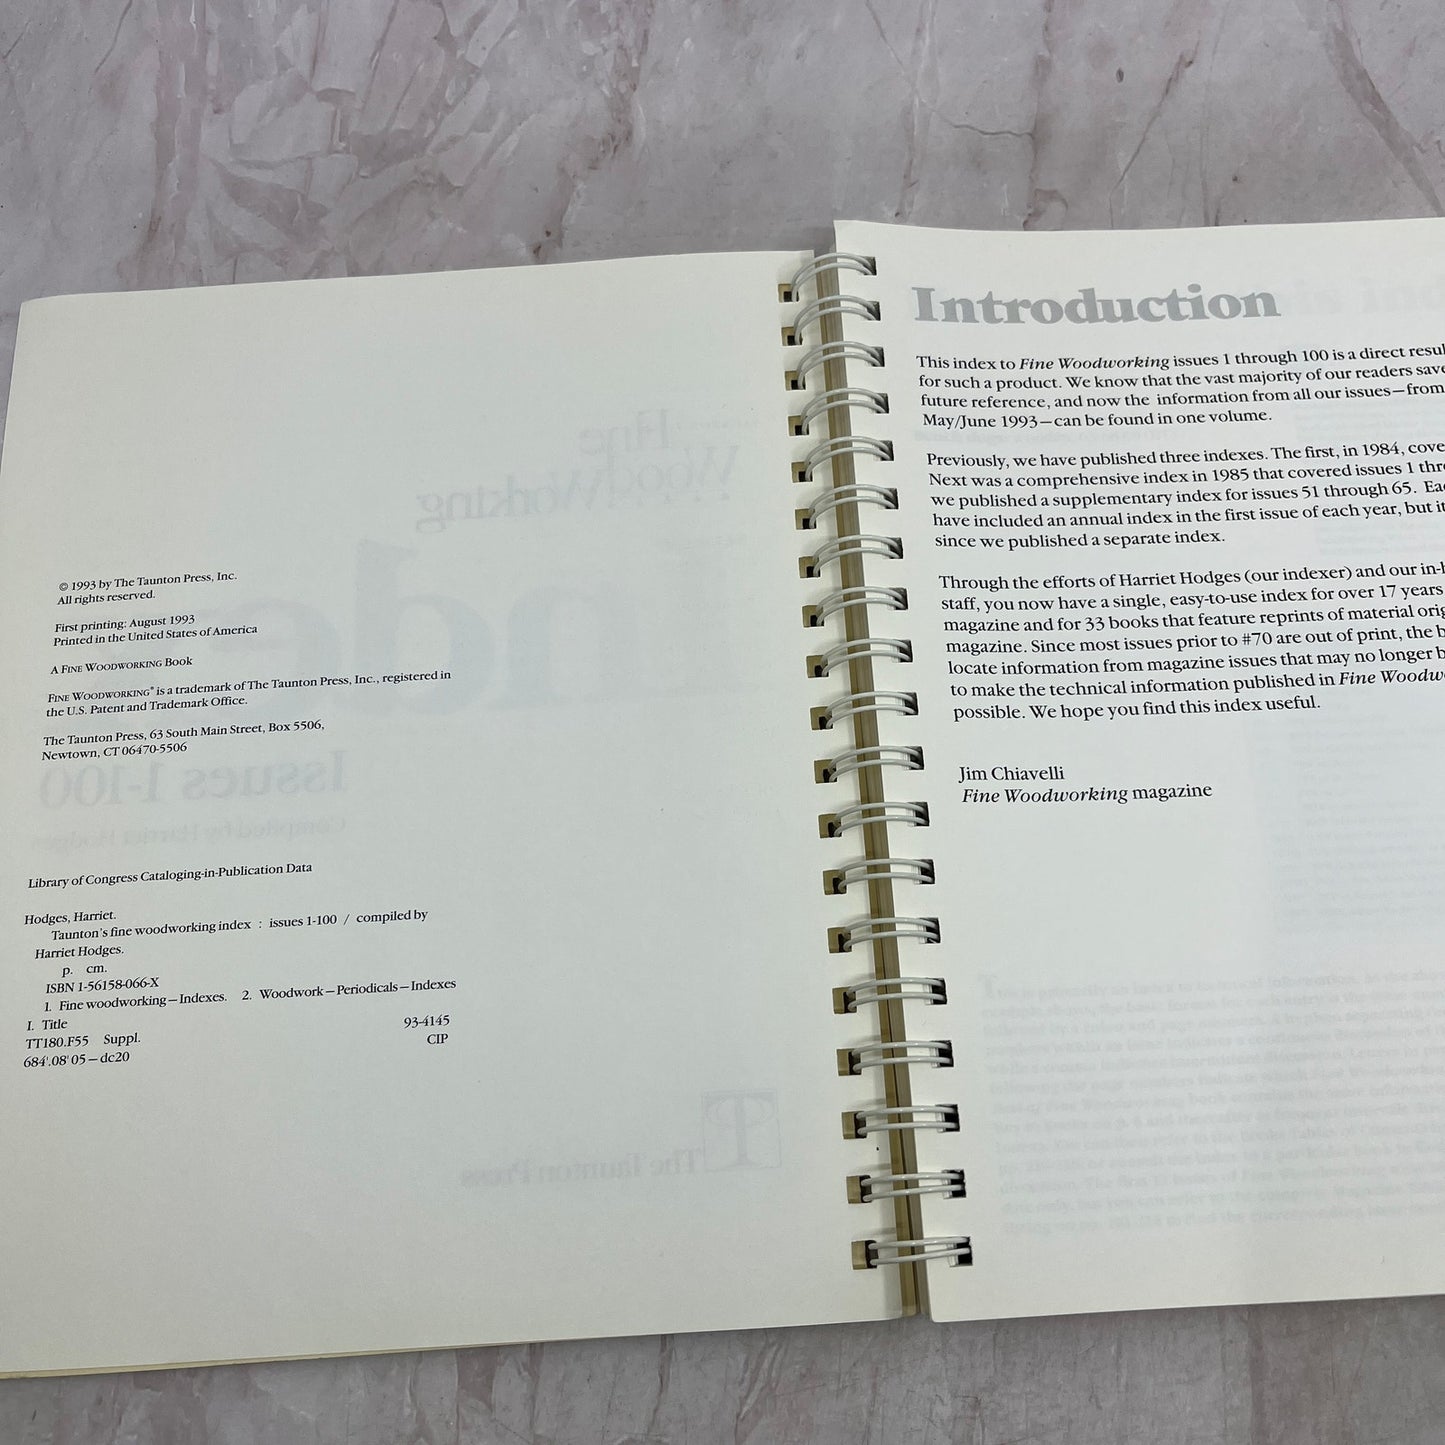 © 1993 by The Taunton Press, Inc.
All rights reserved.
First printing: August 1993
Printed in the United States of America
A FINE WOODWORKING Book
FINE WOODWORKING® is a trademark of The Taunton Press, Inc., registered in
the U.S. Patent and Trademark Office.
The Taunton Press, 63 South Main Street, Box 5506,
Newtown, CT 06470-5506
Library of Congress Cataloging-in-Publication Data
Hodges, Harriet.
Taunton's fine woodworking index : issues 1-100 / compiled by
Harriet Hodges.
p. cm.
ISBN 1-56158-066-X
1. Fine woodworking—Indexes. 2. Woodwork—Periodicals—Indexes
I. Title
TT180.F55 Suppl. 93-4145
684'.08'05—dc20 CIP
Introduction
This index to Fine Woodworking issues 1 through 100 is a direct resul
for such a product. We know that the vast majority of our readers save
future reference, and now the information from all our issues—from
May/June 1993—can be found in one volume.
Previously, we have published three indexes. The first, in 1984, cove
Next was a comprehensive index in 1985 that covered issues 1 thr
we published a supplementary index for issues 51 through 65. Ea
have included an annual index in the first issue of each year, but it
since we published a separate index.
Through the efforts of Harriet Hodges (our indexer) and our in-h
staff, you now have a single, easy-to-use index for over 17 years
magazine and for 33 books that feature reprints of material orig
magazine. Since most issues prior to #70 are out of print, the b
locate information from magazine issues that may no longer b
to make the technical information published in Fine Woodw
possible. We hope you find this index useful.
Jim Chiavelli
Fine Woodworking magazine